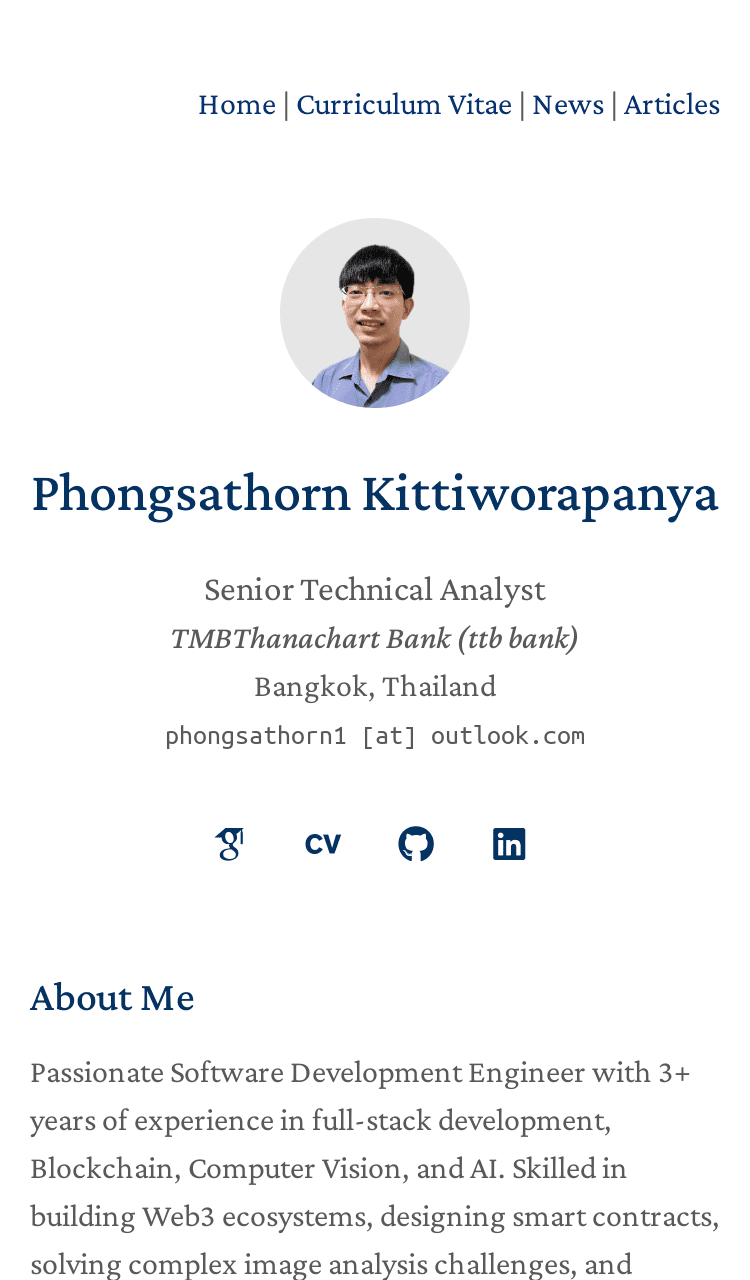 Home | Curriculum Vitae | News | Articles
Phongsathorn Kittiworapanya
Senior Technical Analyst
TMBThanachart Bank (ttb bank)
Bangkok, Thailand
phongsathorn1 [at] outlook.com
CV
About Me
Passionate Software Development Engineer with 3+
years of experience in full-stack development,
Blockchain, Computer Vision, and AI. Skilled in
building Web3 ecosystems, designing smart contracts,
solving complex image analysis challenges, and